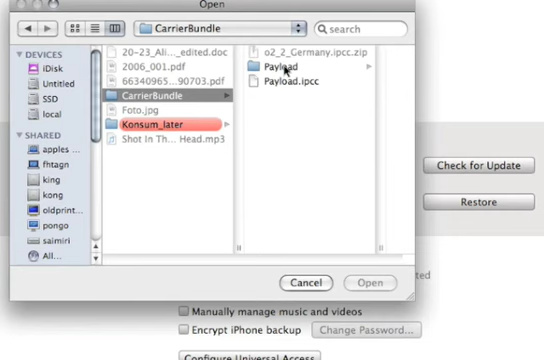 Open
CarrierBundle
search
DEVICES
iDisk
Untitled
SSD
local
SHARED
apples ...
fhtagn
king
kong
oldprint...
pongo
saimiri
All...
20–23_Ali..._edited.doc
2006_001.pdf
66340965...90703.pdf
CarrierBundle
Foto.jpg
Konsum_later
Shot In Th... Head.mp3
o2_2_Germany.ipcc.zip
Payload
Payload.ipcc
Cancel
Open
Check for Update
Restore
ted
Manually manage music and videos
Encrypt iPhone backup
Change Password...
Configure Universal Access...